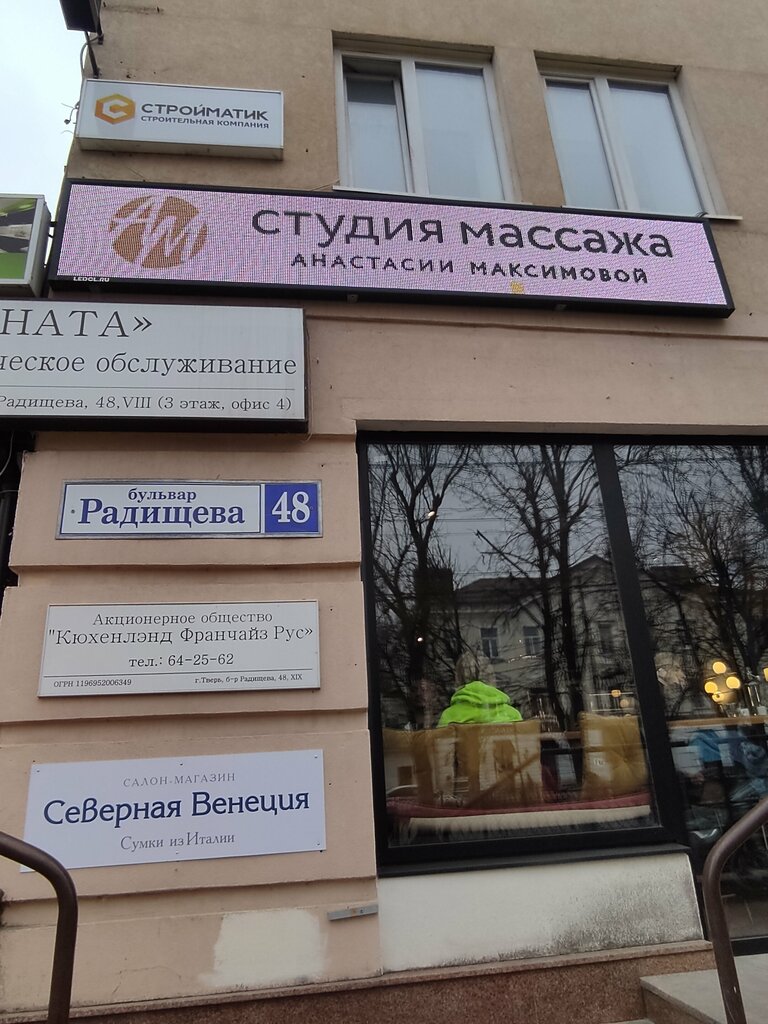 СТРОЙМАТИК
СТРОИТЕЛЬНАЯ КОМПАНИЯ
АМ
СТУДИЯ МАССАЖА
АНАСТАСИИ МАКСИМОВОЙ
LEDGL.RU
НАТА»
ческое обслуживание
Радищева, 48,VIII (3 этаж, офис 4)
бульвар
Радищева 48
Акционерное общество
"Кюхенлэнд Франчайз Рус»
тел.: 64-25-62
ОГРН 1196952006349 г.Тверь, б-р Радищева, 48, XIX
САЛОН-МАГАЗИН
Северная Венеция
Сумки из Италии